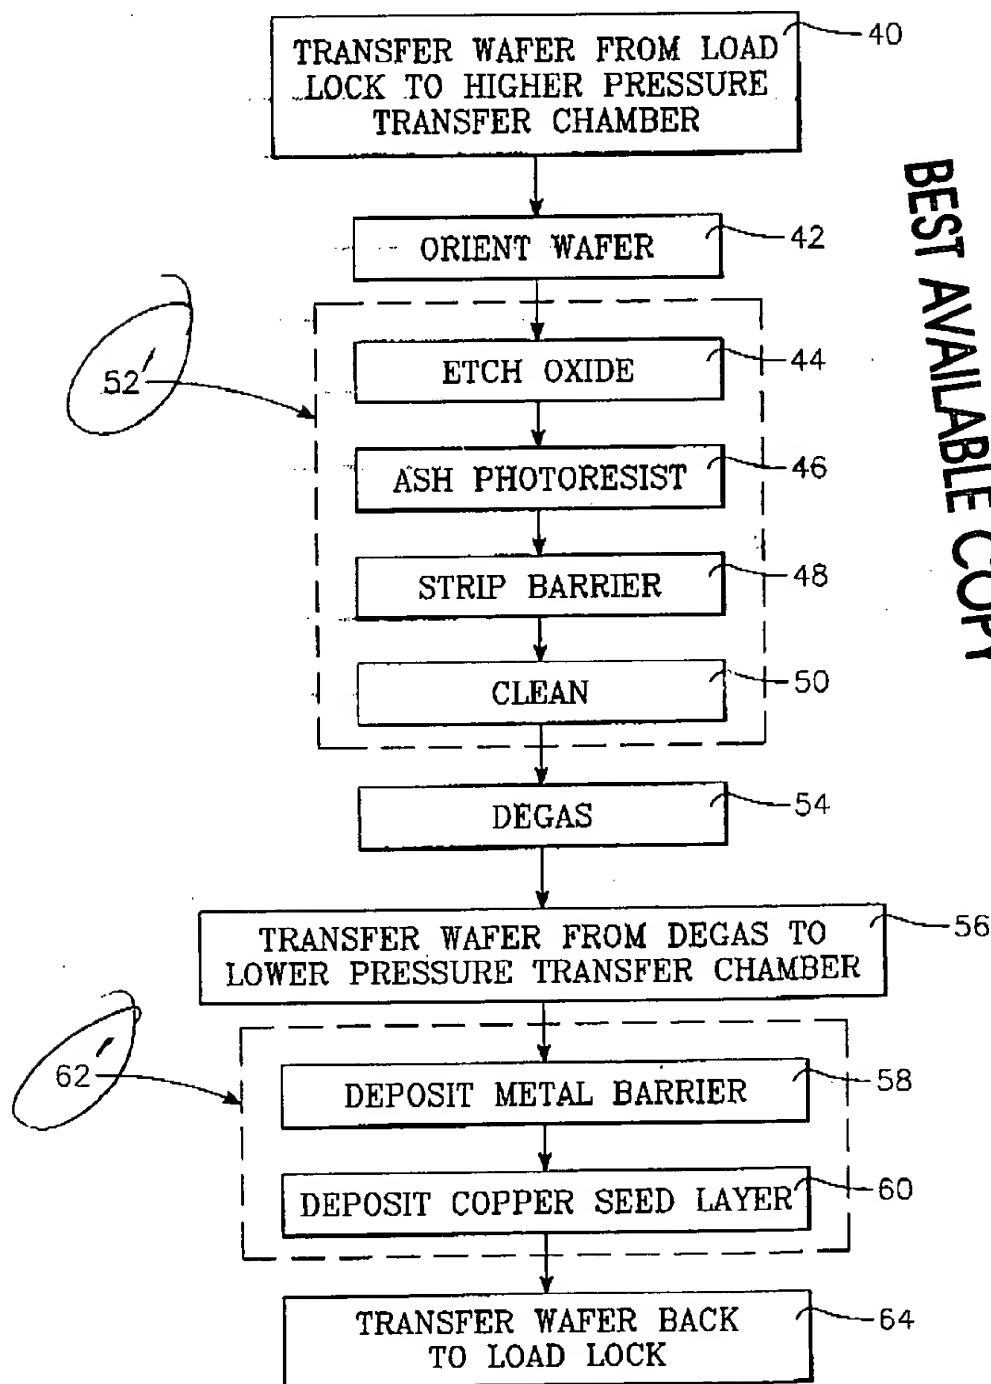 TRANSFER WAFER FROM LOAD
LOCK TO HIGHER PRESSURE
TRANSFER CHAMBER
40
ORIENT WAFER
42
52'
ETCH OXIDE
44
ASH PHOTORESIST
46
STRIP BARRIER
48
CLEAN
50
DEGAS
54
TRANSFER WAFER FROM DEGAS TO
LOWER PRESSURE TRANSFER CHAMBER
56
62'
DEPOSIT METAL BARRIER
58
DEPOSIT COPPER SEED LAYER
60
TRANSFER WAFER BACK
TO LOAD LOCK
64
BEST AVAILABLE COPY